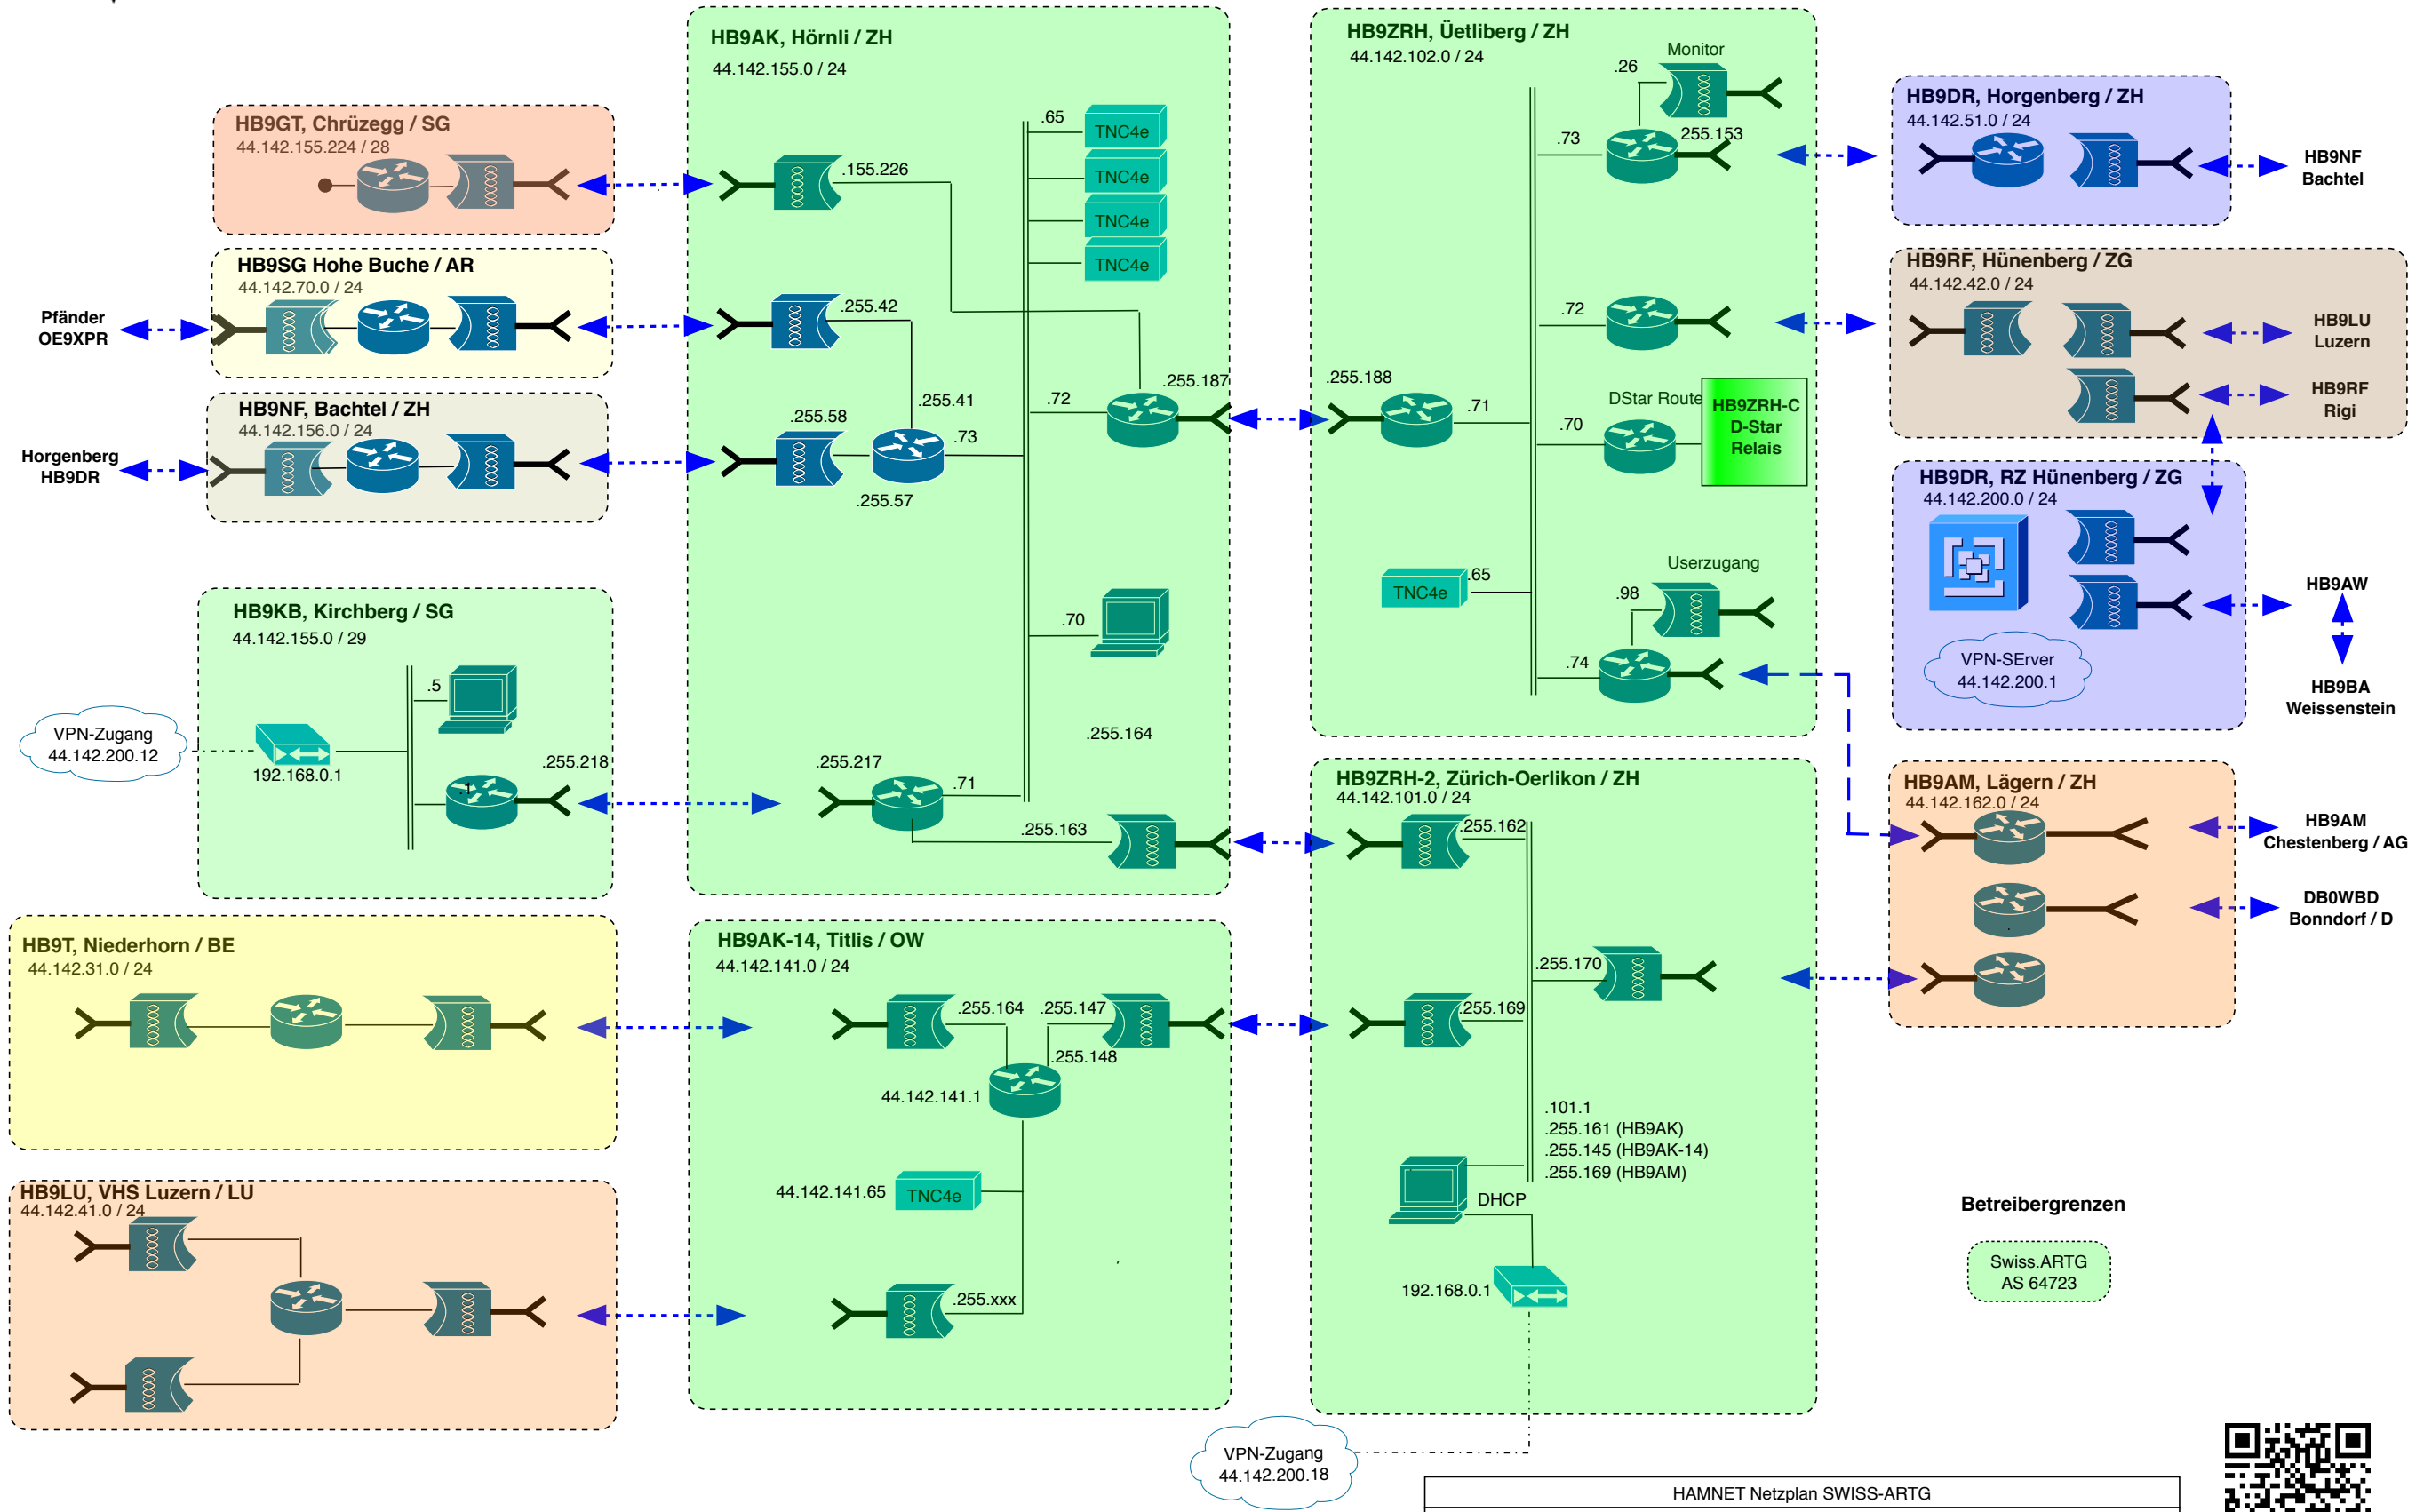 HB9AK, Hörnli / ZH
44.142.155.0 / 24
.155.226
.65
TNC4e
TNC4e
TNC4e
TNC4e
.255.42
.255.41
.255.58
.73
.255.57
.72
.255.187
.70
.255.164
.255.217
.71
.255.163
HB9GT, Chrüzegg / SG
44.142.155.224 / 28
HB9SG Hohe Buche / AR
44.142.70.0 / 24
Pfänder
OE9XPR
HB9NF, Bachtel / ZH
44.142.156.0 / 24
Horgenberg
HB9DR
HB9KB, Kirchberg / SG
44.142.155.0 / 29
.5
VPN-Zugang
44.142.200.12
192.168.0.1
.1
.255.218
HB9T, Niederhorn / BE
44.142.31.0 / 24
HB9LU, VHS Luzern / LU
44.142.41.0 / 24
HB9AK-14, Titlis / OW
44.142.141.0 / 24
.255.164
.255.147
.255.148
44.142.141.1
44.142.141.65
TNC4e
.255.xxx
HB9ZRH, Üetliberg / ZH
44.142.102.0 / 24
Monitor
.26
.73
255.153
.72
.255.188
.71
DStar Route
.70
HB9ZRH-C
D-Star
Relais
TNC4e
.65
Userzugang
.98
.74
HB9ZRH-2, Zürich-Oerlikon / ZH
44.142.101.0 / 24
.255.162
.255.170
.255.169
.101.1
.255.161 (HB9AK)
.255.145 (HB9AK-14)
.255.169 (HB9AM)
DHCP
192.168.0.1
VPN-Zugang
44.142.200.18
HB9DR, Horgenberg / ZH
44.142.51.0 / 24
HB9NF
Bachtel
HB9RF, Hünenberg / ZG
44.142.42.0 / 24
HB9LU
Luzern
HB9RF
Rigi
HB9DR, RZ Hünenberg / ZG
44.142.200.0 / 24
VPN-SErver
44.142.200.1
HB9AW
HB9BA
Weissenstein
HB9AM, Lägern / ZH
44.142.162.0 / 24
HB9AM
Chestenberg / AG
DB0WBD
Bonndorf / D
Betreibergrenzen
Swiss.ARTG
AS 64723
HAMNET Netzplan SWISS-ARTG